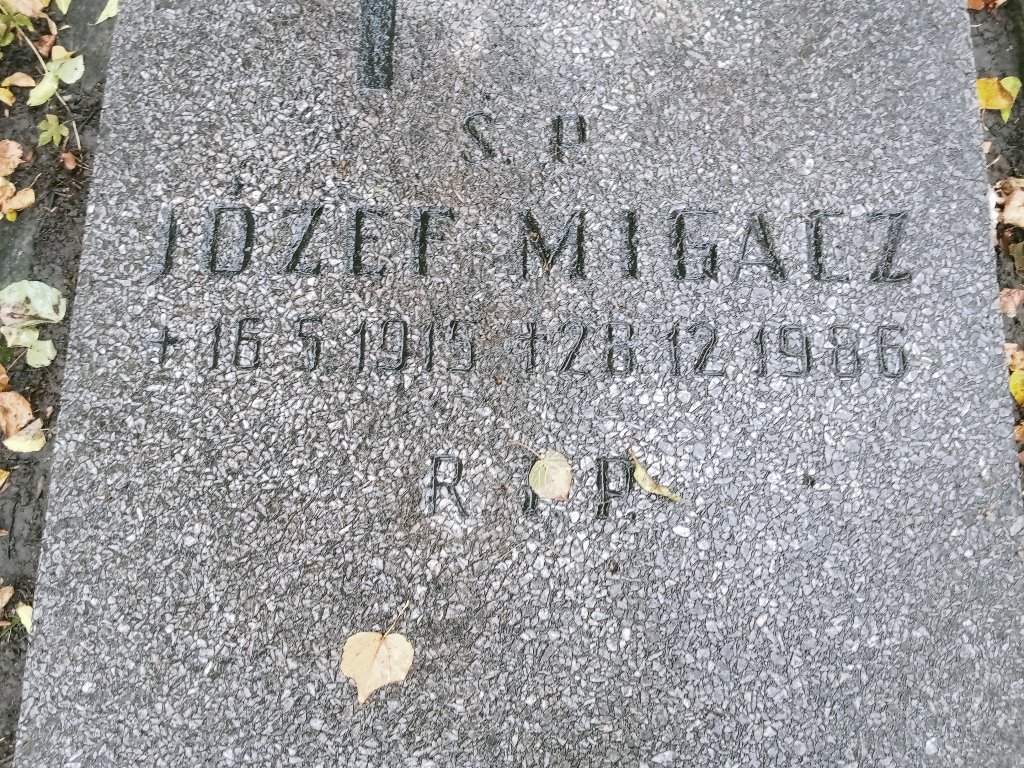 Ś. P.
JÓZEF MIGACZ
+ 16.5.1915 + 28.12.1986
R.I.P.